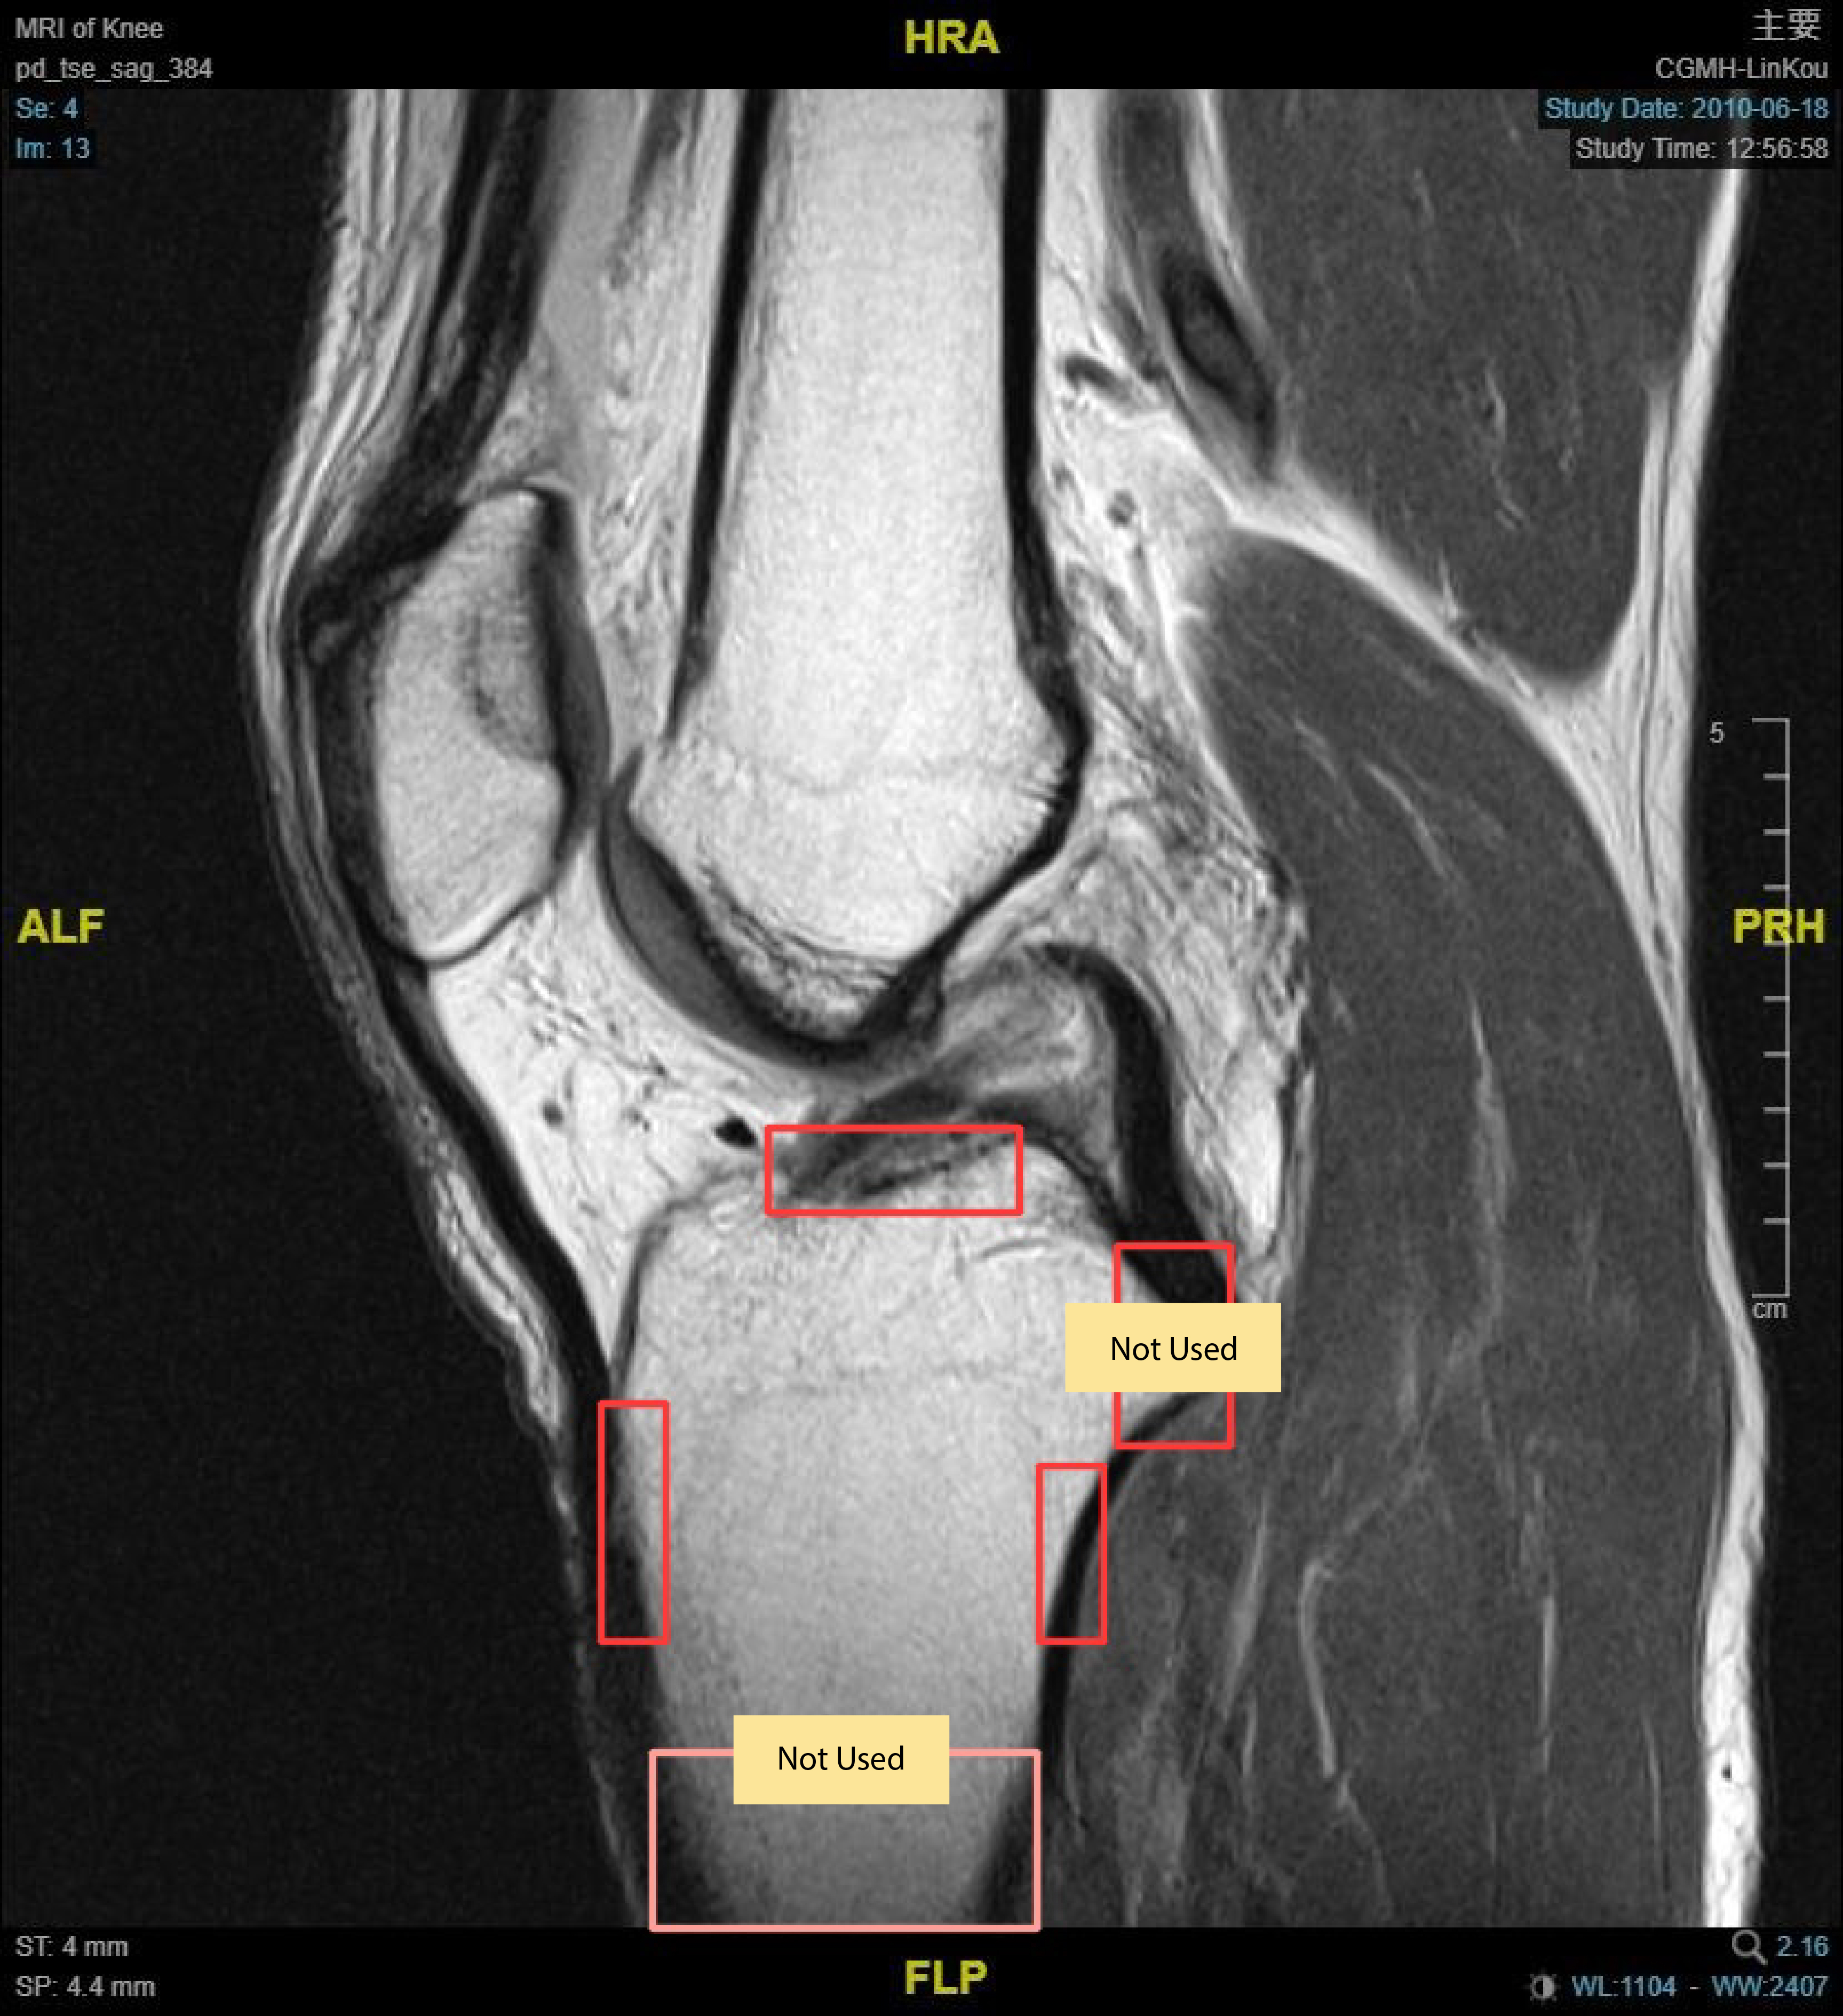 MRI of Knee
pd_tse_sag_384
Se: 4
Im: 13
HRA
主要
CGMH-LinKou
Study Date: 2010-06-18
Study Time: 12:56:58
5
ALF
PRH
cm
Not Used
Not Used
ST: 4 mm
SP: 4.4 mm
FLP
2.16
WL:1104 - WW:2407